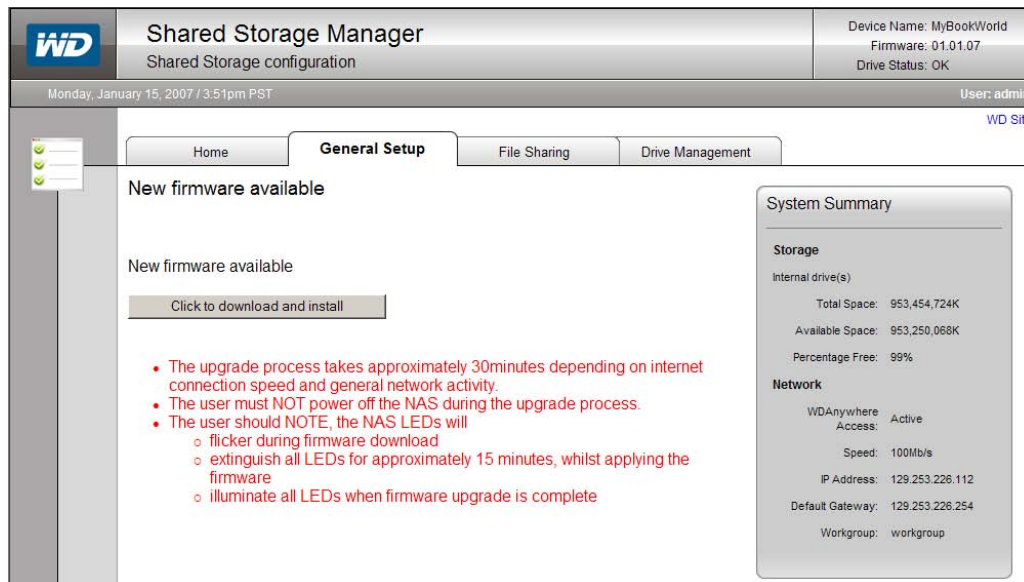 WD
Shared Storage Manager
Shared Storage configuration
Device Name: MyBookWorld
Firmware: 01.01.07
Drive Status: OK
Monday, January 15, 2007 / 3:51pm PST
User: admi
WD Sit
Home
General Setup
File Sharing
Drive Management
New firmware available
New firmware available
Click to download and install
• The upgrade process takes approximately 30minutes depending on internet
connection speed and general network activity.
• The user must NOT power off the NAS during the upgrade process.
• The user should NOTE, the NAS LEDs will
o flicker during firmware download
o extinguish all LEDs for approximately 15 minutes, whilst applying the
firmware
o illuminate all LEDs when firmware upgrade is complete
System Summary
Storage
Internal drive(s)
Total Space: 953,454,724K
Available Space: 953,250,068K
Percentage Free: 99%
Network
WDAnywhere
Access: Active
Speed: 100Mb/s
IP Address: 129.253.226.112
Default Gateway: 129.253.226.254
Workgroup: workgroup